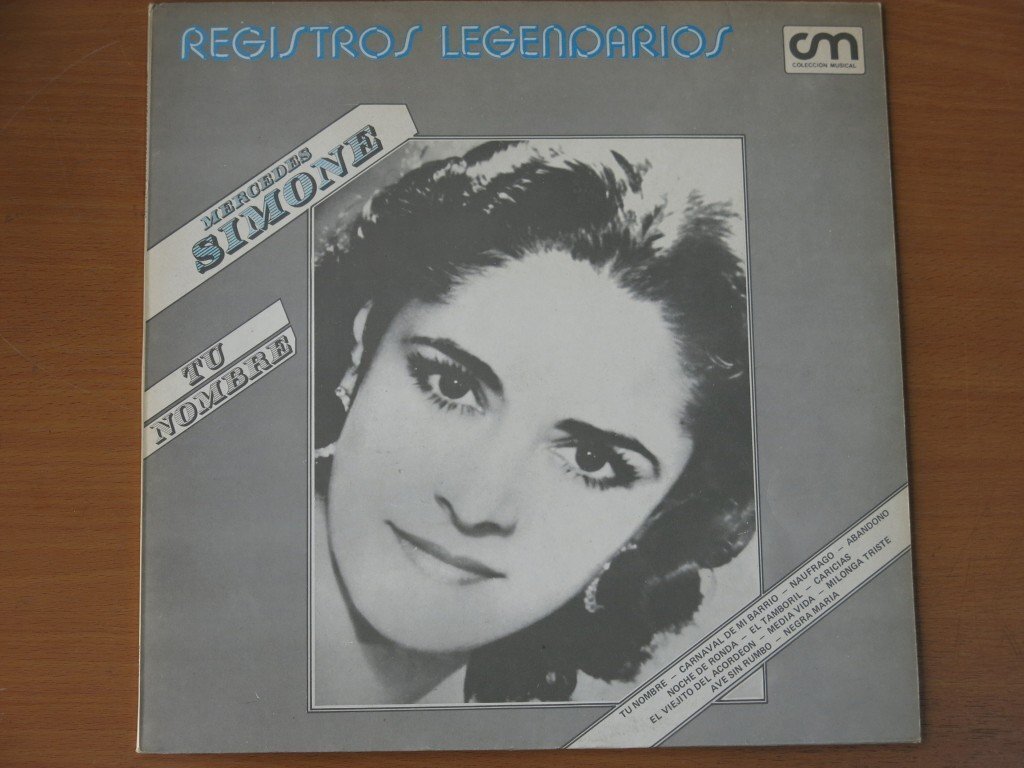 REGISTROS LEGENDARIOS
CM
COLECCIÓN MUSICAL
MERCEDES
SIMONE
TU
NOMBRE
TU NOMBRE – CARNAVAL DE MI BARRIO – NAUFRAGO – ABANDONO
NOCHE DE RONDA – EL TAMBORIL – CARICIAS
EL VIEJITO DEL ACORDEON – MEDIA VIDA – MILONGA TRISTE
AVE SIN RUMBO – NEGRA MARIA